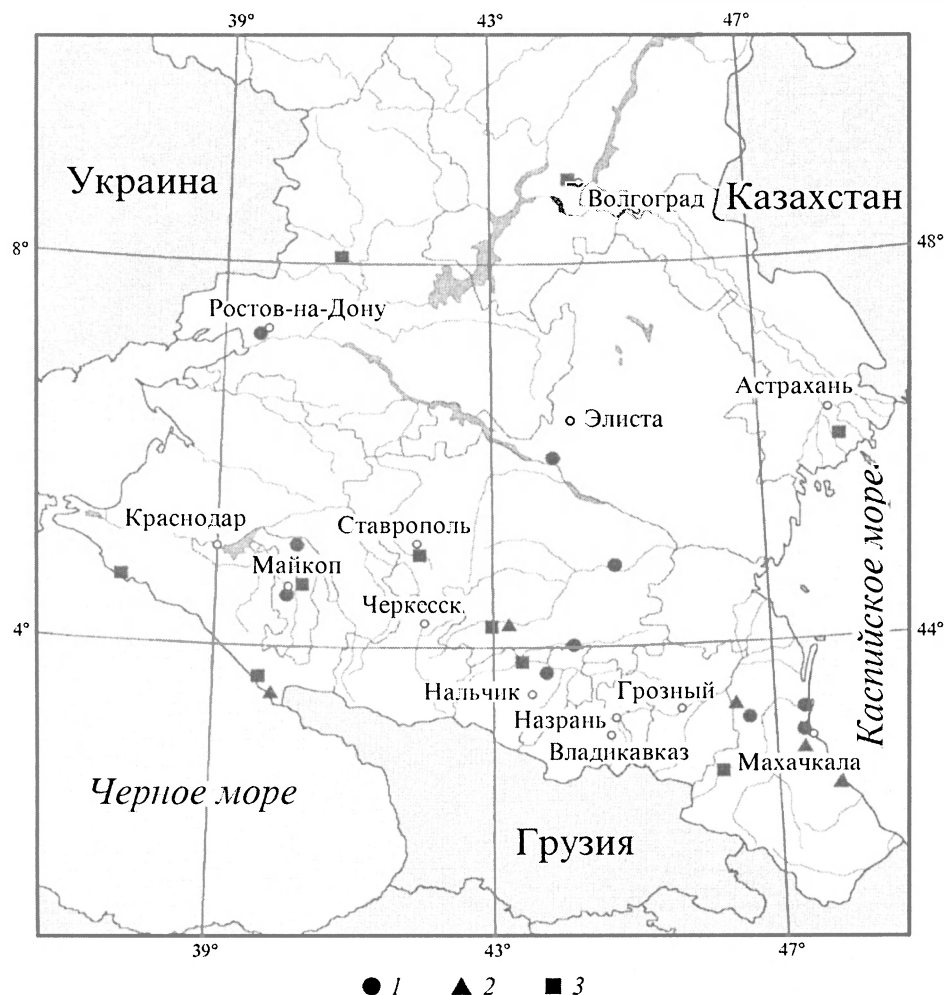 39° 43° 47°
Украина
Казахстан
Волгоград
8° 48°
Ростов-на-Дону
Астрахань
Элиста
Краснодар
Ставрополь
Майкоп
Черкесск
Каспийское море
4° 44°
Нальчик
Грозный
Назрань
Владикавказ
Махачкала
Черное море
Грузия
39° 43° 47°
1 2 3